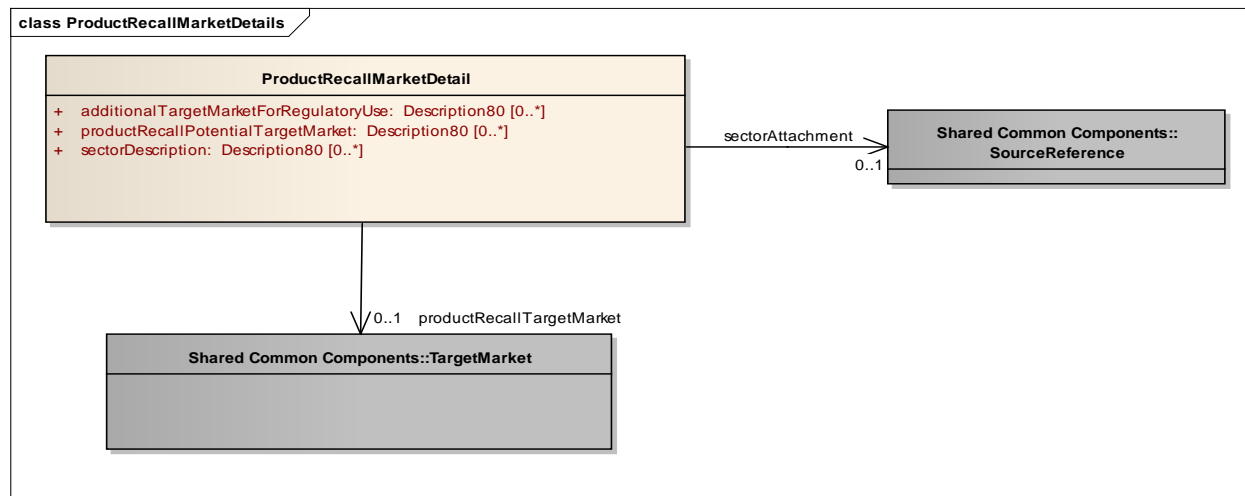 class ProductRecallMarketDetails
ProductRecallMarketDetail
+ additionalTargetMarketForRegulatoryUse: Description80 [0..*]
+ productRecallPotentialTargetMarket: Description80 [0..*]
+ sectorDescription: Description80 [0..*]
sectorAttachment
0..1
Shared Common Components::
SourceReference
0..1 productRecallTargetMarket
Shared Common Components::TargetMarket